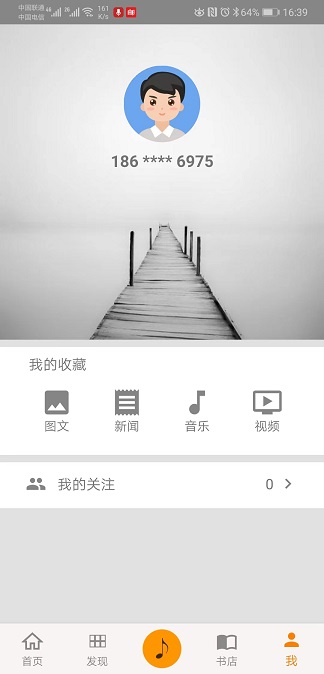 中国联通 46 26 161 64% 16:39
中国电信 K/s
186 **** 6975
我的收藏
图文 新闻 音乐 视频
我的关注 0
首页 发现 书店 我